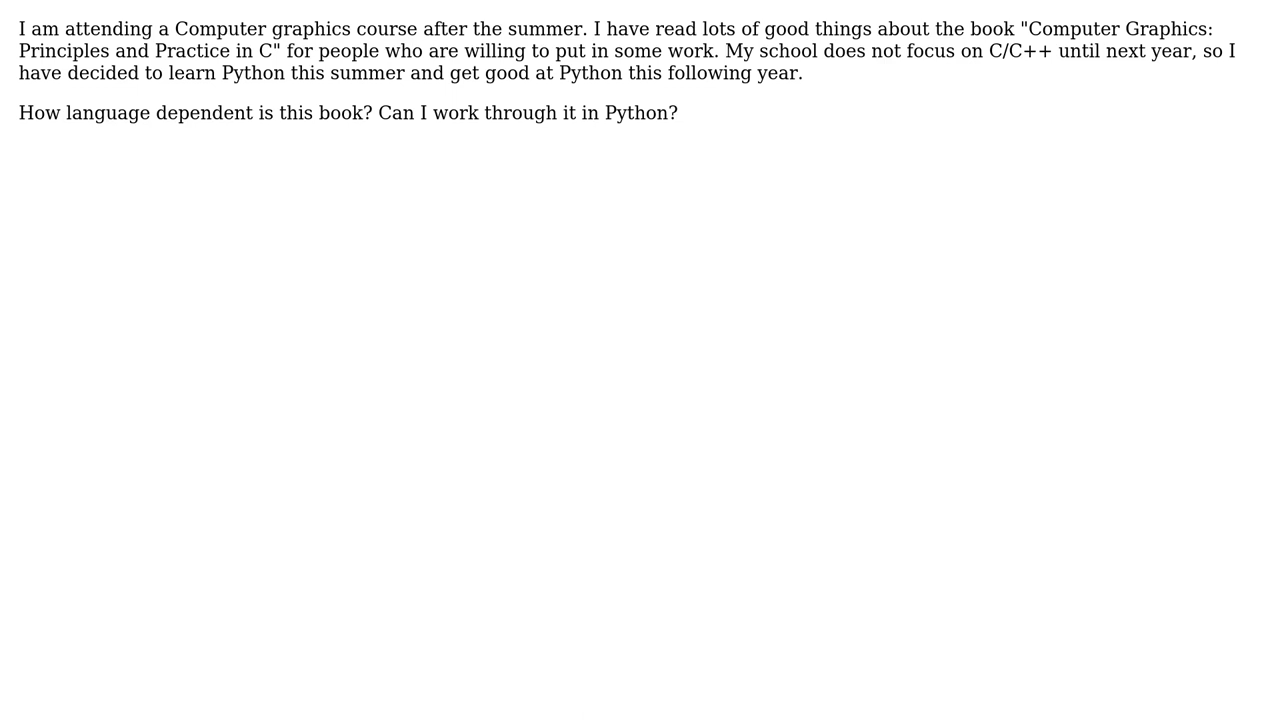 I am attending a Computer graphics course after the summer. I have read lots of good things about the book "Computer Graphics:
Principles and Practice in C" for people who are willing to put in some work. My school does not focus on C/C++ until next year, so I
have decided to learn Python this summer and get good at Python this following year.
How language dependent is this book? Can I work through it in Python?